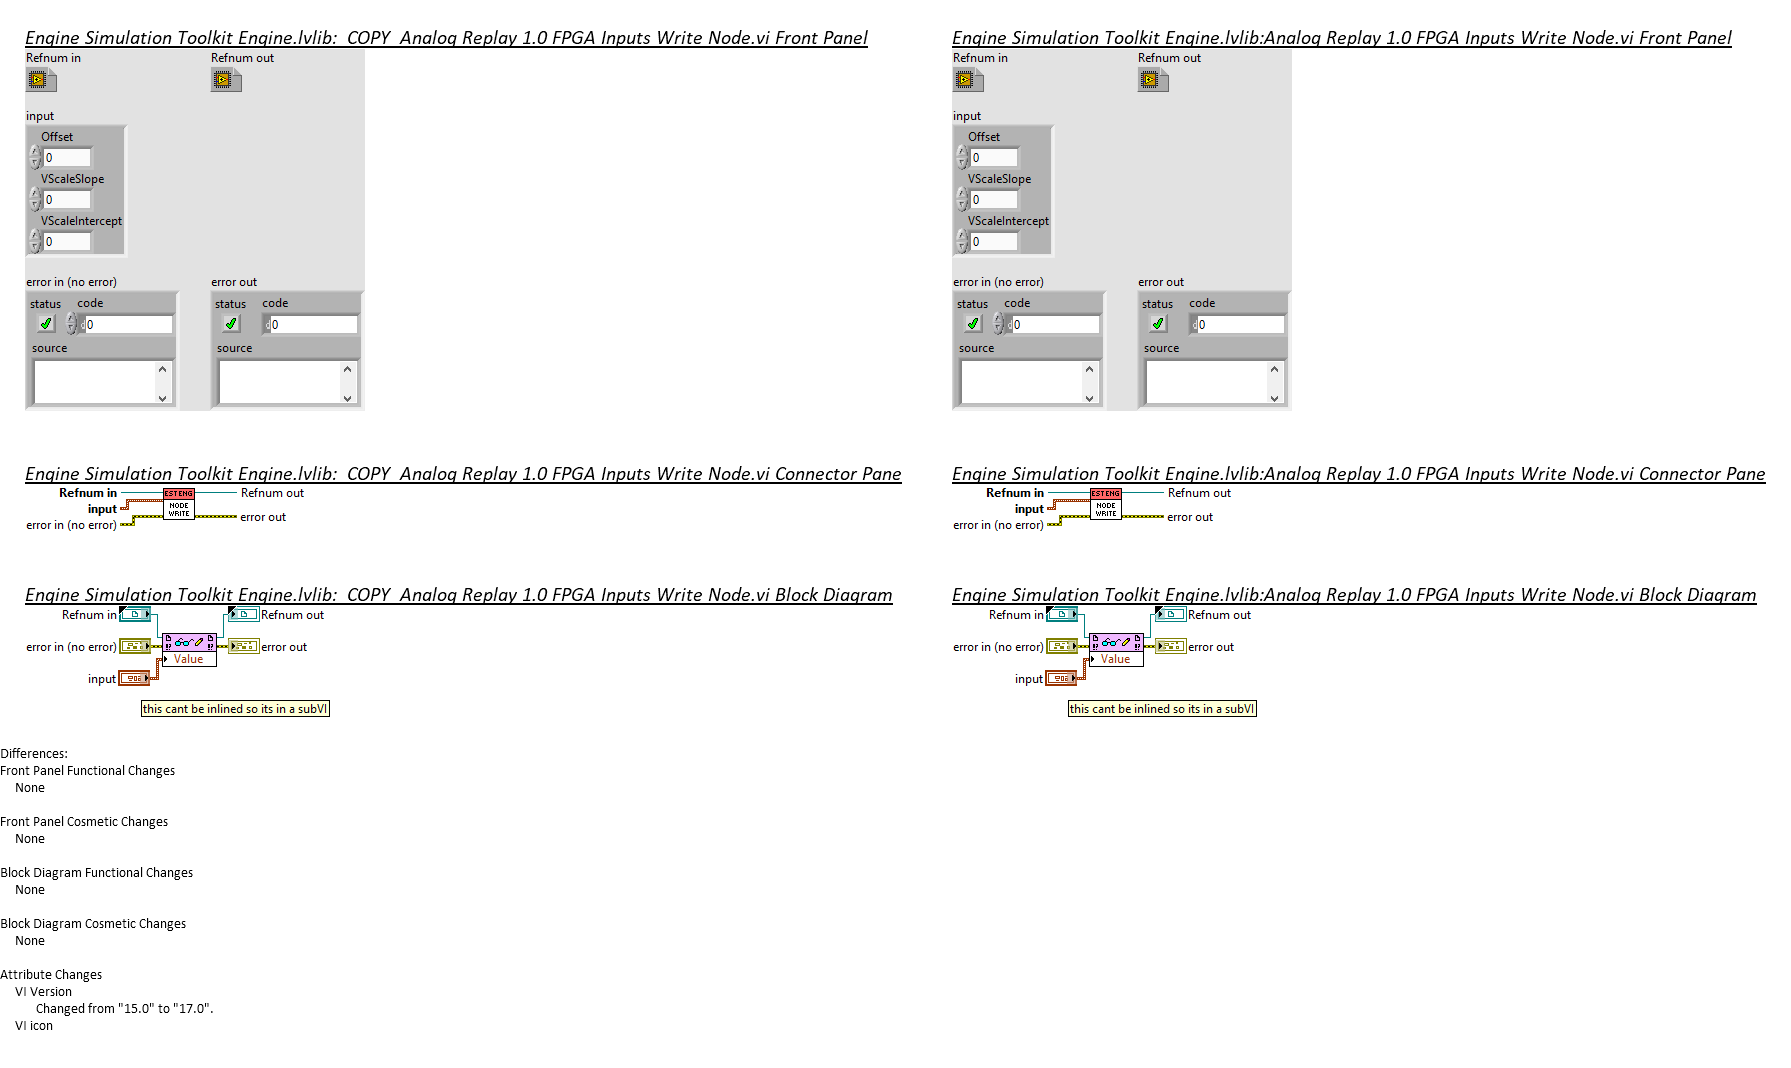 Engine Simulation Toolkit Engine.lvlib:  COPY  Analog Replay 1.0 FPGA Inputs Write Node.vi Front Panel
Refnum in
Refnum out
input
Offset
0
VScaleSlope
0
VScaleIntercept
0
error in (no error)
error out
status
code
d0
status
code
d0
source
source
Engine Simulation Toolkit Engine.lvlib:Analog Replay 1.0 FPGA Inputs Write Node.vi Front Panel
Refnum in
Refnum out
input
Offset
0
VScaleSlope
0
VScaleIntercept
0
error in (no error)
error out
status
code
d0
status
code
d0
source
source
Engine Simulation Toolkit Engine.lvlib:  COPY  Analog Replay 1.0 FPGA Inputs Write Node.vi Connector Pane
Refnum in
ESTENG
Refnum out
input
NODE
WRITE
error in (no error)
error out
Engine Simulation Toolkit Engine.lvlib:Analog Replay 1.0 FPGA Inputs Write Node.vi Connector Pane
Refnum in
ESTENG
Refnum out
input
NODE
WRITE
error in (no error)
error out
Engine Simulation Toolkit Engine.lvlib:  COPY  Analog Replay 1.0 FPGA Inputs Write Node.vi Block Diagram
Refnum in
Refnum out
error in (no error)
error out
Value
input
this cant be inlined so its in a subVI
Engine Simulation Toolkit Engine.lvlib:Analog Replay 1.0 FPGA Inputs Write Node.vi Block Diagram
Refnum in
Refnum out
error in (no error)
error out
Value
input
this cant be inlined so its in a subVI
Differences:
Front Panel Functional Changes
None
Front Panel Cosmetic Changes
None
Block Diagram Functional Changes
None
Block Diagram Cosmetic Changes
None
Attribute Changes
VI Version
Changed from "15.0" to "17.0".
VI icon